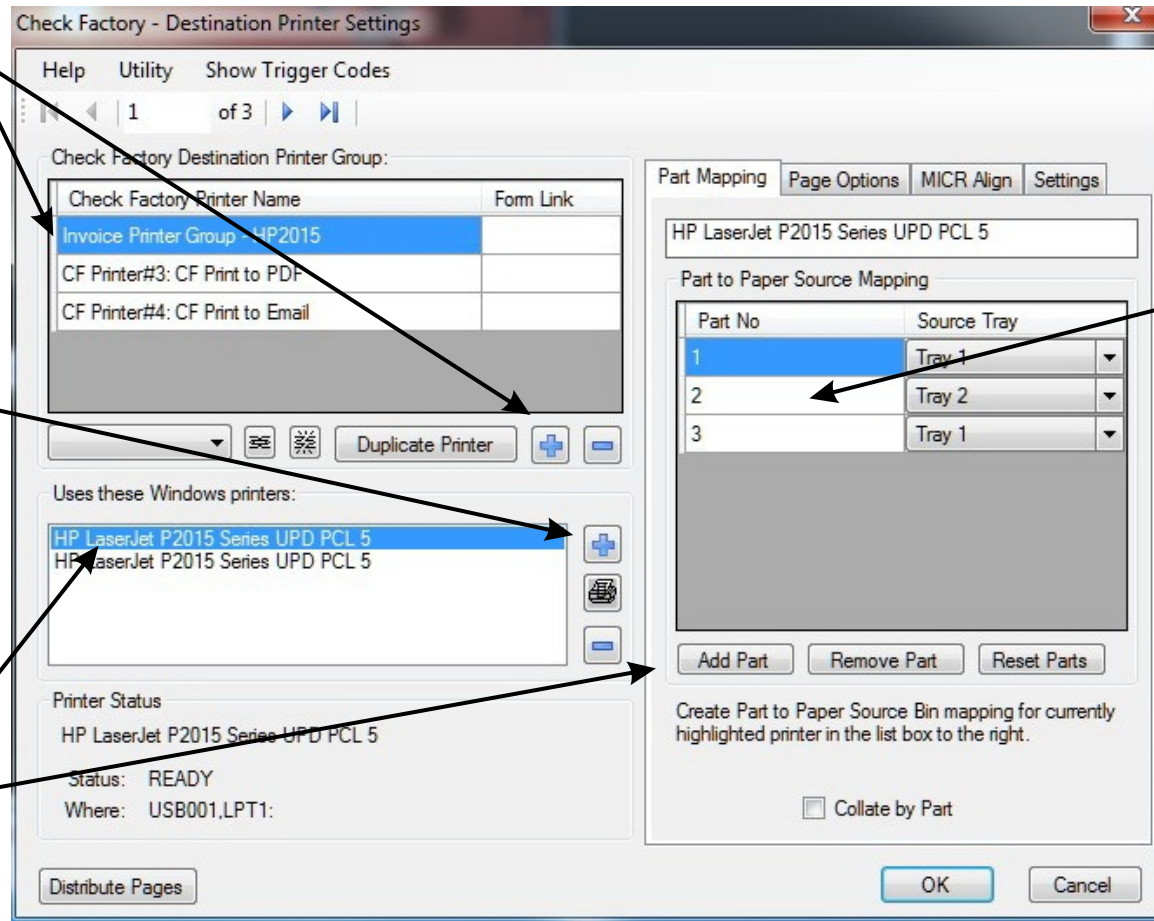 Check Factory - Destination Printer Settings
Help Utility Show Trigger Codes
1 of 3
Check Factory Destination Printer Group:
Check Factory Printer Name Form Link
Invoice Printer Group - HP2015
CF Printer#3: CF Print to PDF
CF Printer#4: CF Print to Email
Duplicate Printer
Uses these Windows printers:
HP LaserJet P2015 Series UPD PCL 5
HP LaserJet P2015 Series UPD PCL 5
Printer Status
HP LaserJet P2015 Series UPD PCL 5
Status: READY
Where: USB001,LPT1:
Distribute Pages
Part Mapping Page Options MICR Align Settings
HP LaserJet P2015 Series UPD PCL 5
Part to Paper Source Mapping
Part No Source Tray
1 Tray 1
2 Tray 2
3 Tray 1
Add Part Remove Part Reset Parts
Create Part to Paper Source Bin mapping for currently
highlighted printer in the list box to the right.
Collate by Part
OK Cancel